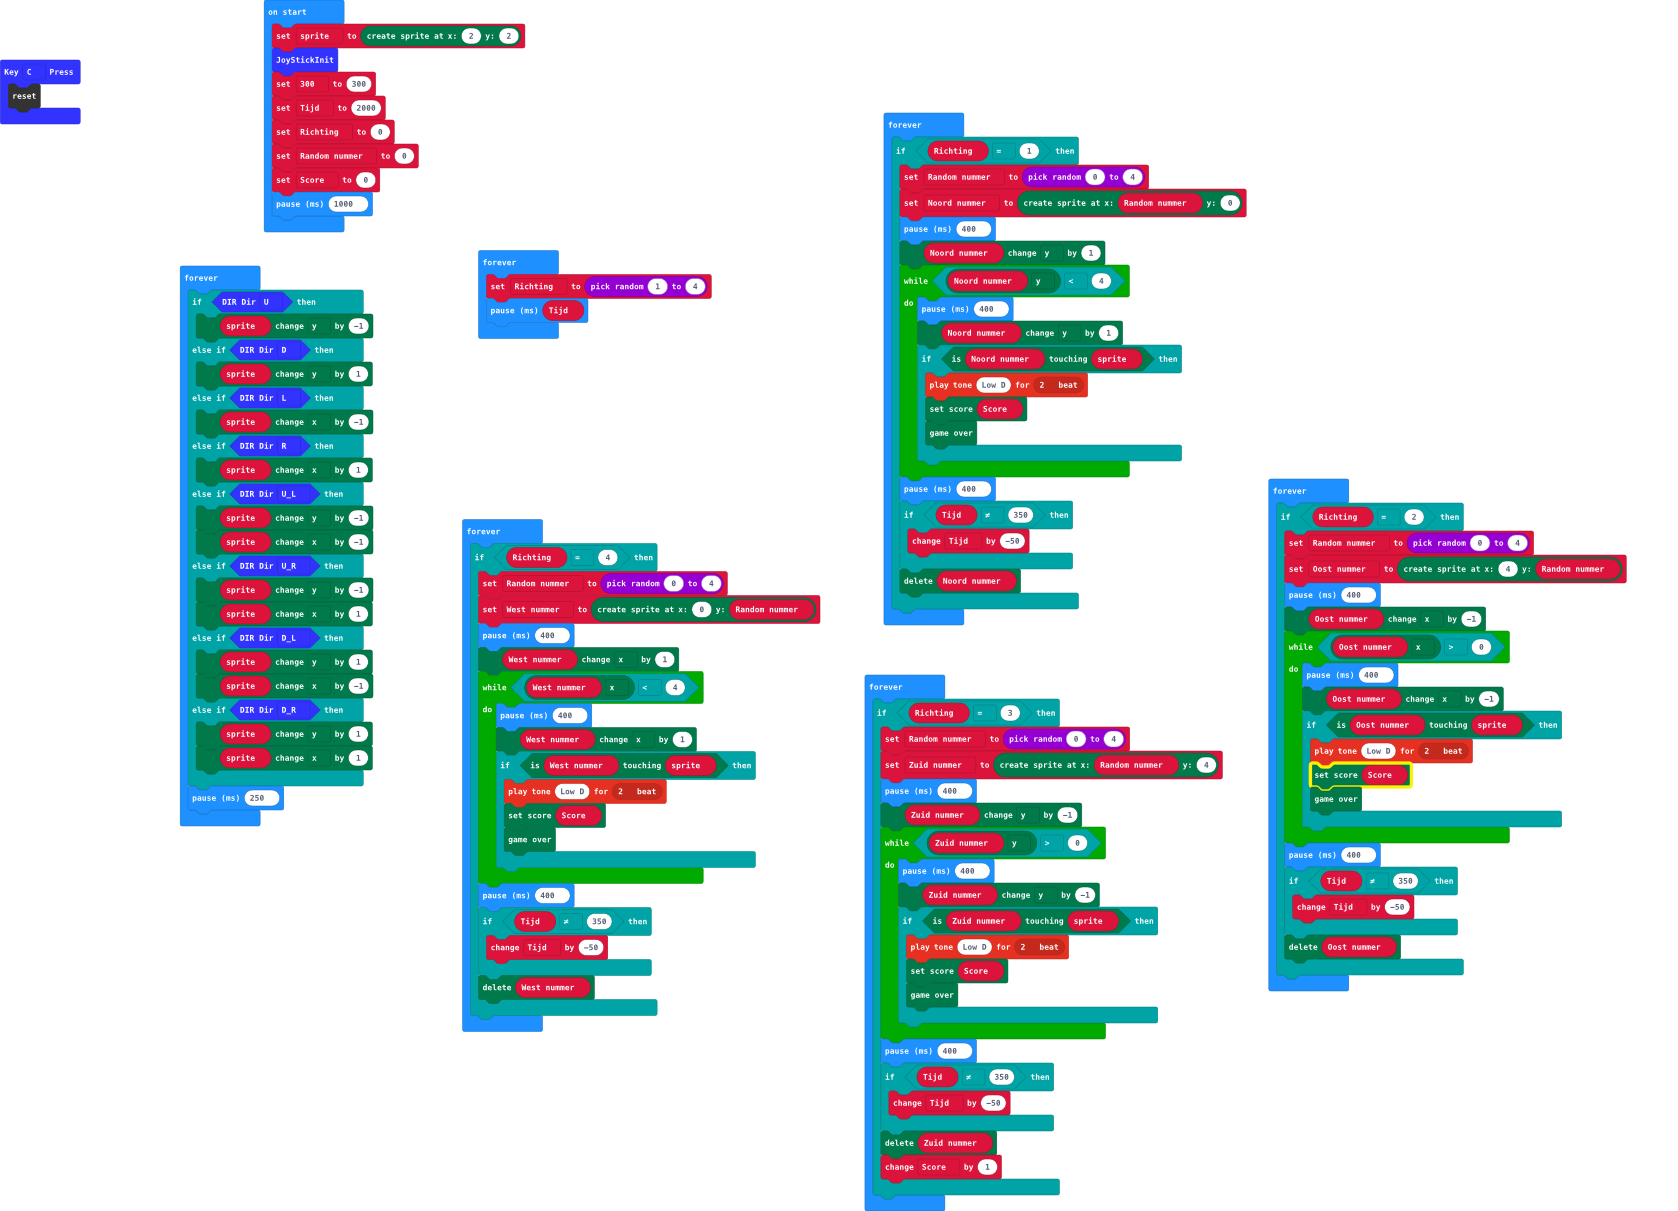 Key C Press
reset
on start
set sprite to create sprite at x: 2 y: 2
JoyStickInit
set 300 to 300
set Tijd to 2000
set Richting to 0
set Random nummer to 0
set Score to 0
pause (ms) 1000
forever
if DIR Dir U then
sprite change y by -1
else if DIR Dir D then
sprite change y by 1
else if DIR Dir L then
sprite change x by -1
else if DIR Dir R then
sprite change x by 1
else if DIR Dir U_L then
sprite change y by -1
sprite change x by -1
else if DIR Dir U_R then
sprite change y by -1
sprite change x by 1
else if DIR Dir D_L then
sprite change y by 1
sprite change x by -1
else if DIR Dir D_R then
sprite change y by 1
sprite change x by 1
pause (ms) 250
forever
set Richting to pick random 1 to 4
pause (ms) Tijd
forever
if Richting = 4 then
set Random nummer to pick random 0 to 4
set West nummer to create sprite at x: 0 y: Random nummer
pause (ms) 400
West nummer change x by 1
while West nummer x < 4
do
pause (ms) 400
West nummer change x by 1
if is West nummer touching sprite then
play tone Low D for 2 beat
set score Score
game over
pause (ms) 400
if Tijd ≠ 350 then
change Tijd by -50
delete West nummer
forever
if Richting = 1 then
set Random nummer to pick random 0 to 4
set Noord nummer to create sprite at x: Random nummer y: 0
pause (ms) 400
Noord nummer change y by 1
while Noord nummer y < 4
do
pause (ms) 400
Noord nummer change y by 1
if is Noord nummer touching sprite then
play tone Low D for 2 beat
set score Score
game over
pause (ms) 400
if Tijd ≠ 350 then
change Tijd by -50
delete Noord nummer
forever
if Richting = 3 then
set Random nummer to pick random 0 to 4
set Zuid nummer to create sprite at x: Random nummer y: 4
pause (ms) 400
Zuid nummer change y by -1
while Zuid nummer y > 0
do
pause (ms) 400
Zuid nummer change y by -1
if is Zuid nummer touching sprite then
play tone Low D for 2 beat
set score Score
game over
pause (ms) 400
if Tijd ≠ 350 then
change Tijd by -50
delete Zuid nummer
change Score by 1
forever
if Richting = 2 then
set Random nummer to pick random 0 to 4
set Oost nummer to create sprite at x: 4 y: Random nummer
pause (ms) 400
Oost nummer change x by -1
while Oost nummer x > 0
do
pause (ms) 400
Oost nummer change x by -1
if is Oost nummer touching sprite then
play tone Low D for 2 beat
set score Score
game over
pause (ms) 400
if Tijd ≠ 350 then
change Tijd by -50
delete Oost nummer